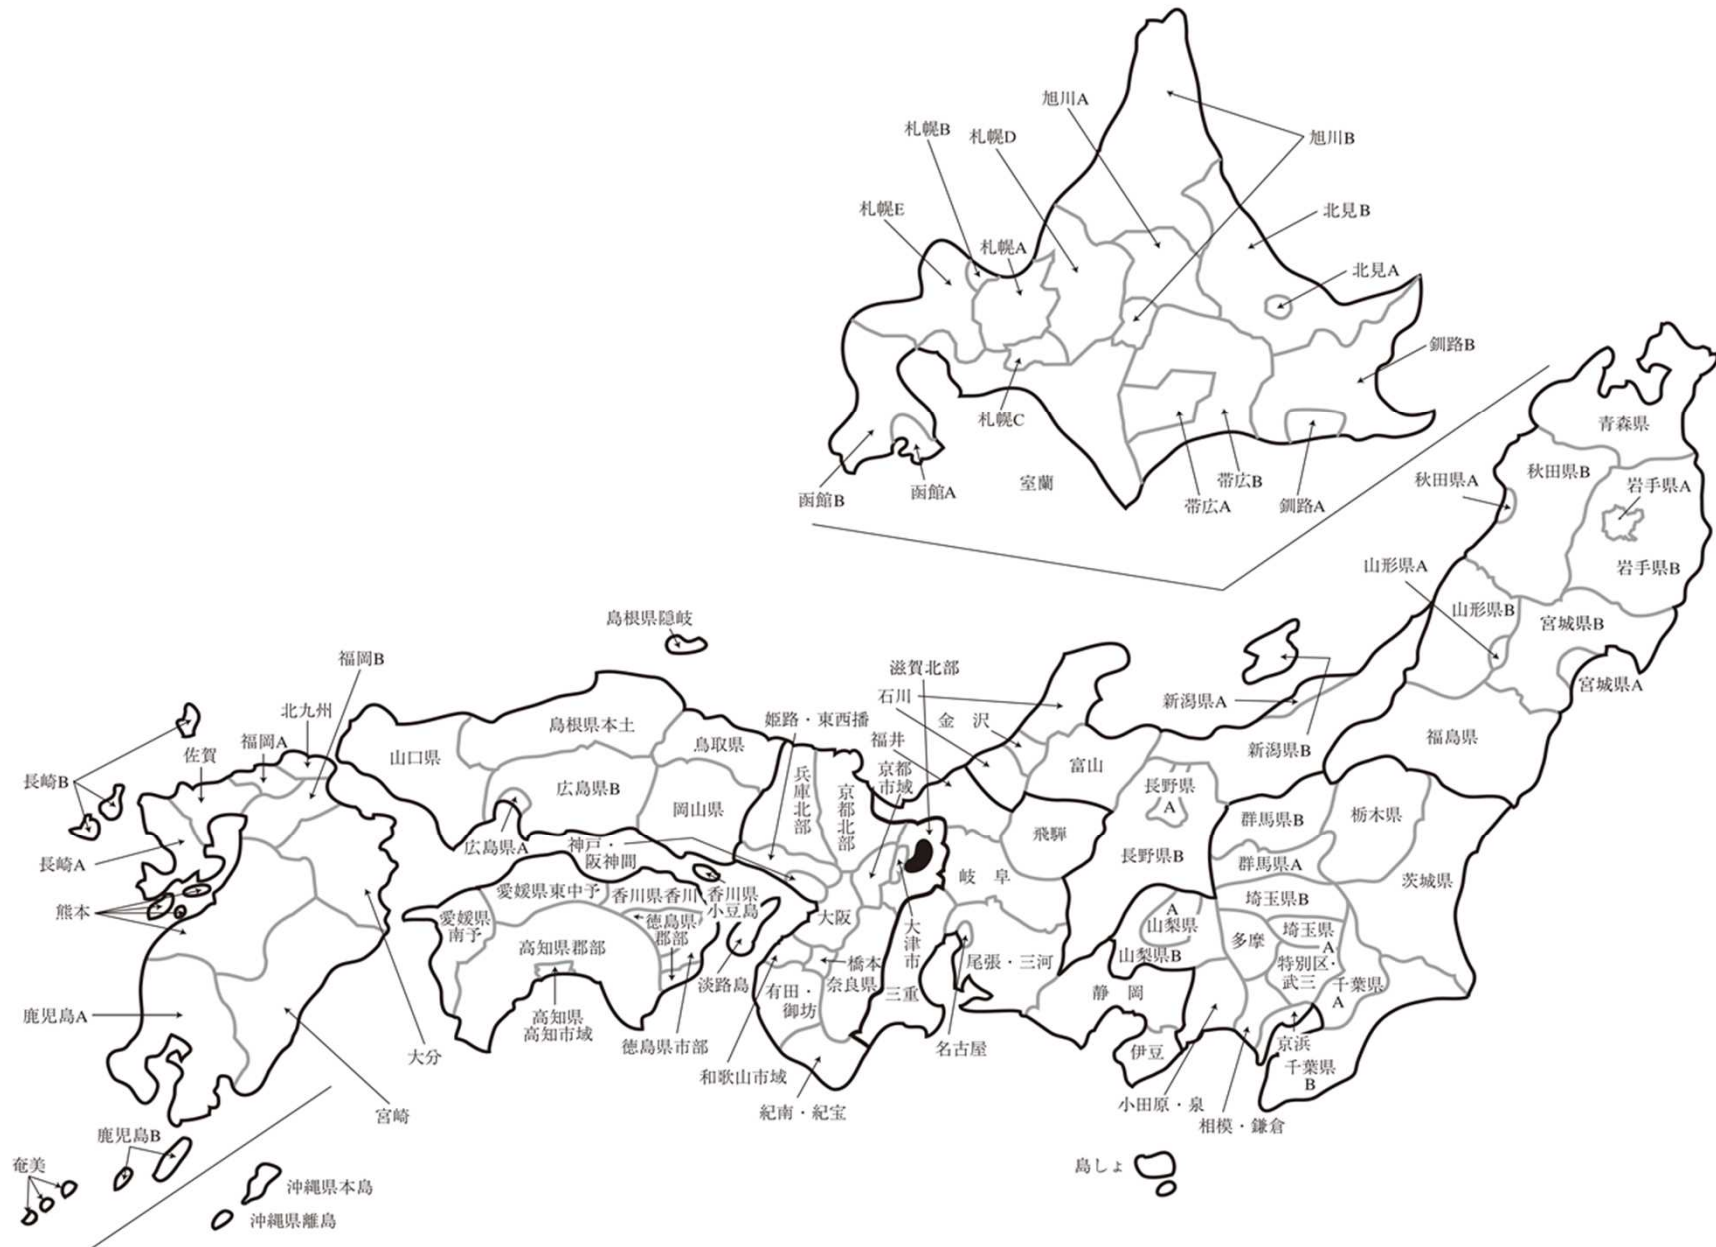 旭川A
札幌B
札幌D
旭川B
札幌E
北見B
札幌A
北見A
釧路B
札幌C
函館B
函館A
室蘭
帯広B
帯広A
釧路A
青森県
秋田県B
秋田県A
岩手県A
岩手県B
山形県A
山形県B
宮城県B
宮城県A
福島県
新潟県A
新潟県B
島根県隠岐
滋賀北部
石川
金 沢
福井
富山
京都
市域
姫路・東西播
福岡B
北九州
福岡A
佐賀
長崎B
長崎A
熊本
山口県
島根県本土
鳥取県
広島県B
広島県A
岡山県
兵庫北部
京都北部
神戸・
阪神間
飛騨
長野県
A
長野県B
群馬県B
群馬県A
栃木県
茨城県
埼玉県B
埼玉県
A
岐 阜
愛媛県東中予
愛媛県
南予
香川県香川
香川県
小豆島
徳島県
郡部
高知県郡部
高知県
高知市域
徳島県市部
淡路島
大阪
橋本
奈良県
有田・
御坊
大津市
三重
和歌山市域
紀南・紀宝
名古屋
尾張・三河
静 岡
伊豆
A
山梨県
山梨県B
多摩
特別区・
武三
千葉県
A
京浜
千葉県
B
小田原・泉
相模・鎌倉
島しょ
鹿児島A
大分
宮崎
鹿児島B
奄美
沖縄県本島
沖縄県離島